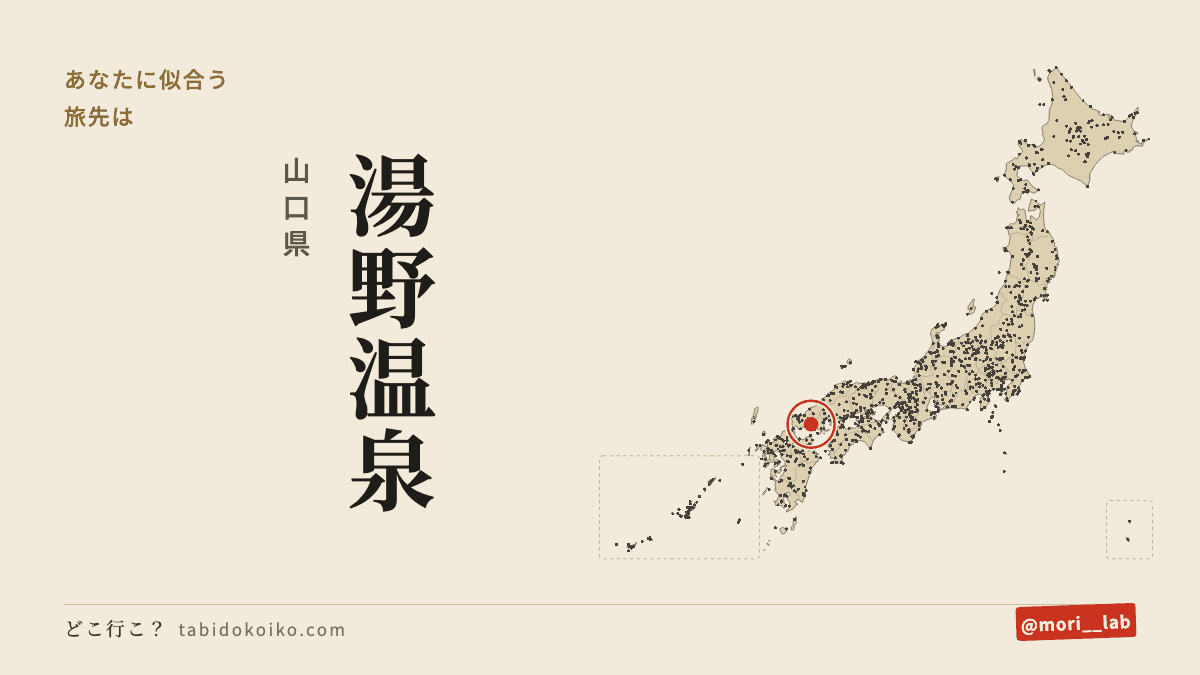 あなたに似合う
旅先は
湯野温泉
山口県
どこ行こ？ tabidokoiko.com
@mori__lab